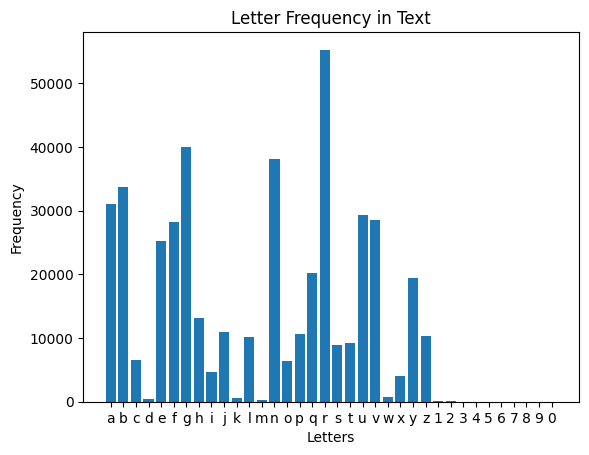 Letter Frequency in Text
Frequency
50000
40000
30000
20000
10000
0
a b c d e f g h i j k l m n o p q r s t u v w x y z 1 2 3 4 5 6 7 8 9 0
Letters